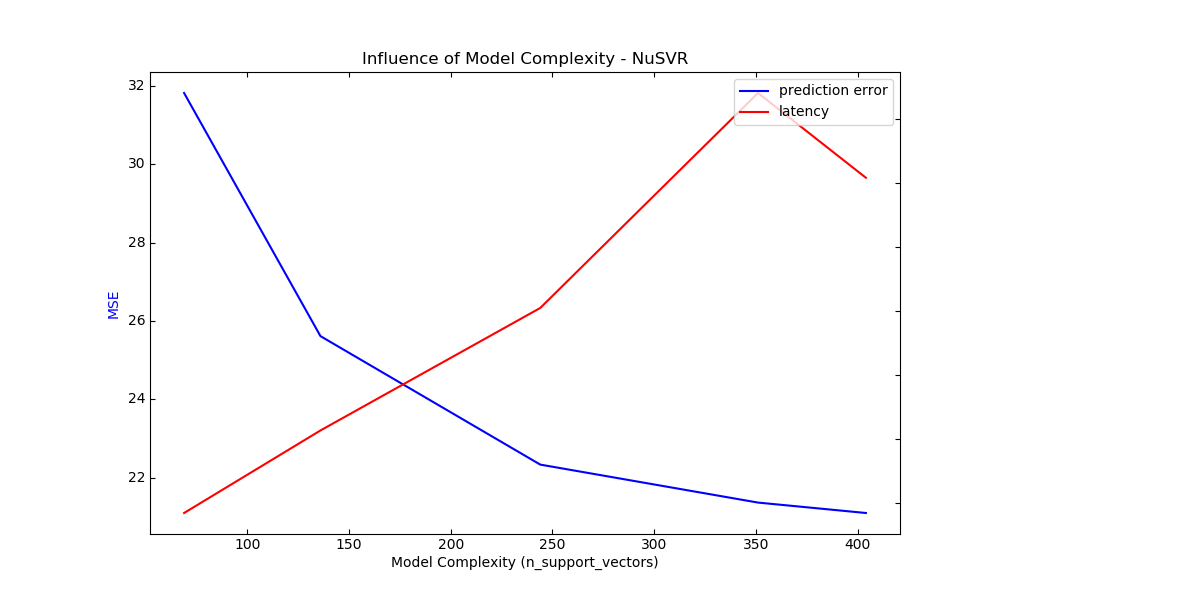 Influence of Model Complexity - NuSVR
prediction error
latency
32
30
28
26
24
22
MSE
100 150 200 250 300 350 400
Model Complexity (n_support_vectors)